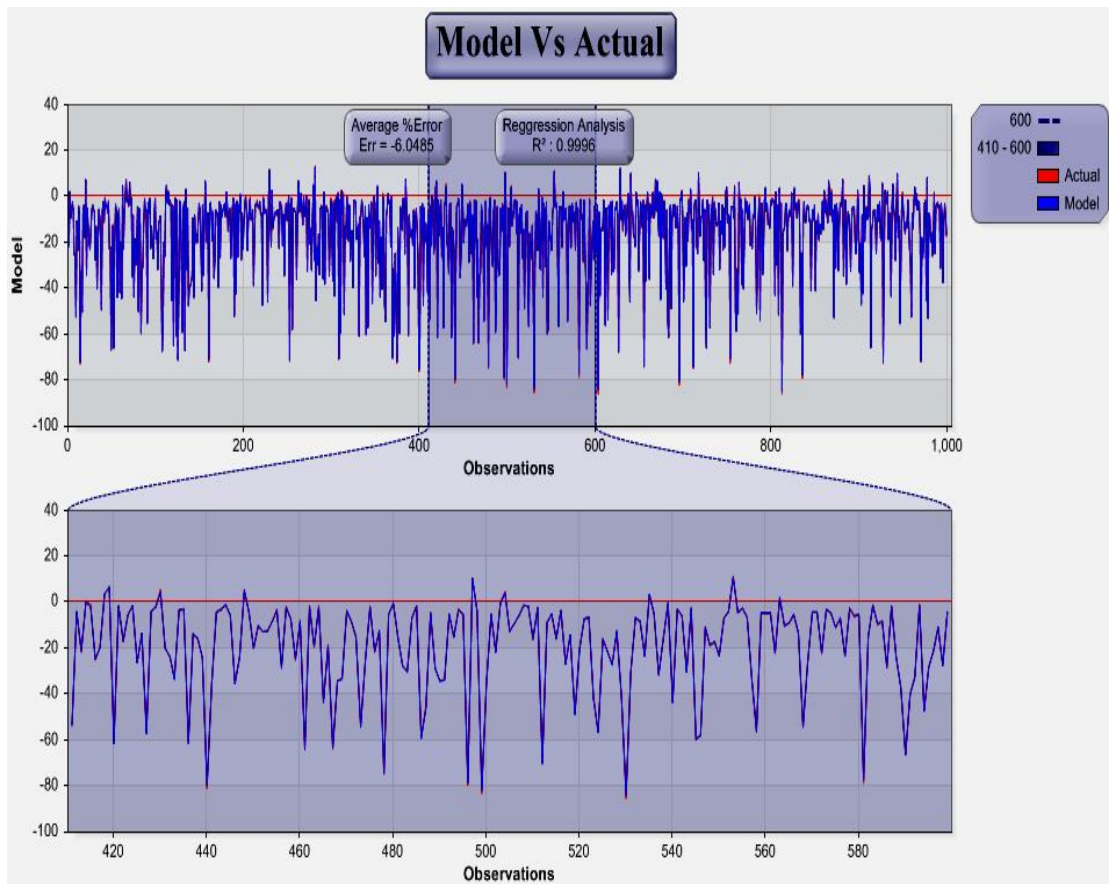 Model Vs Actual
40
20
0
-20
-40
-60
-80
-100
Model
Average %Error
Err = -6.0485
Reggression Analysis
R² : 0.9996
600
410 - 600
Actual
Model
0 200 400 600 800 1,000
Observations
40
20
0
-20
-40
-60
-80
-100
420 440 460 480 500 520 540 560 580
Observations